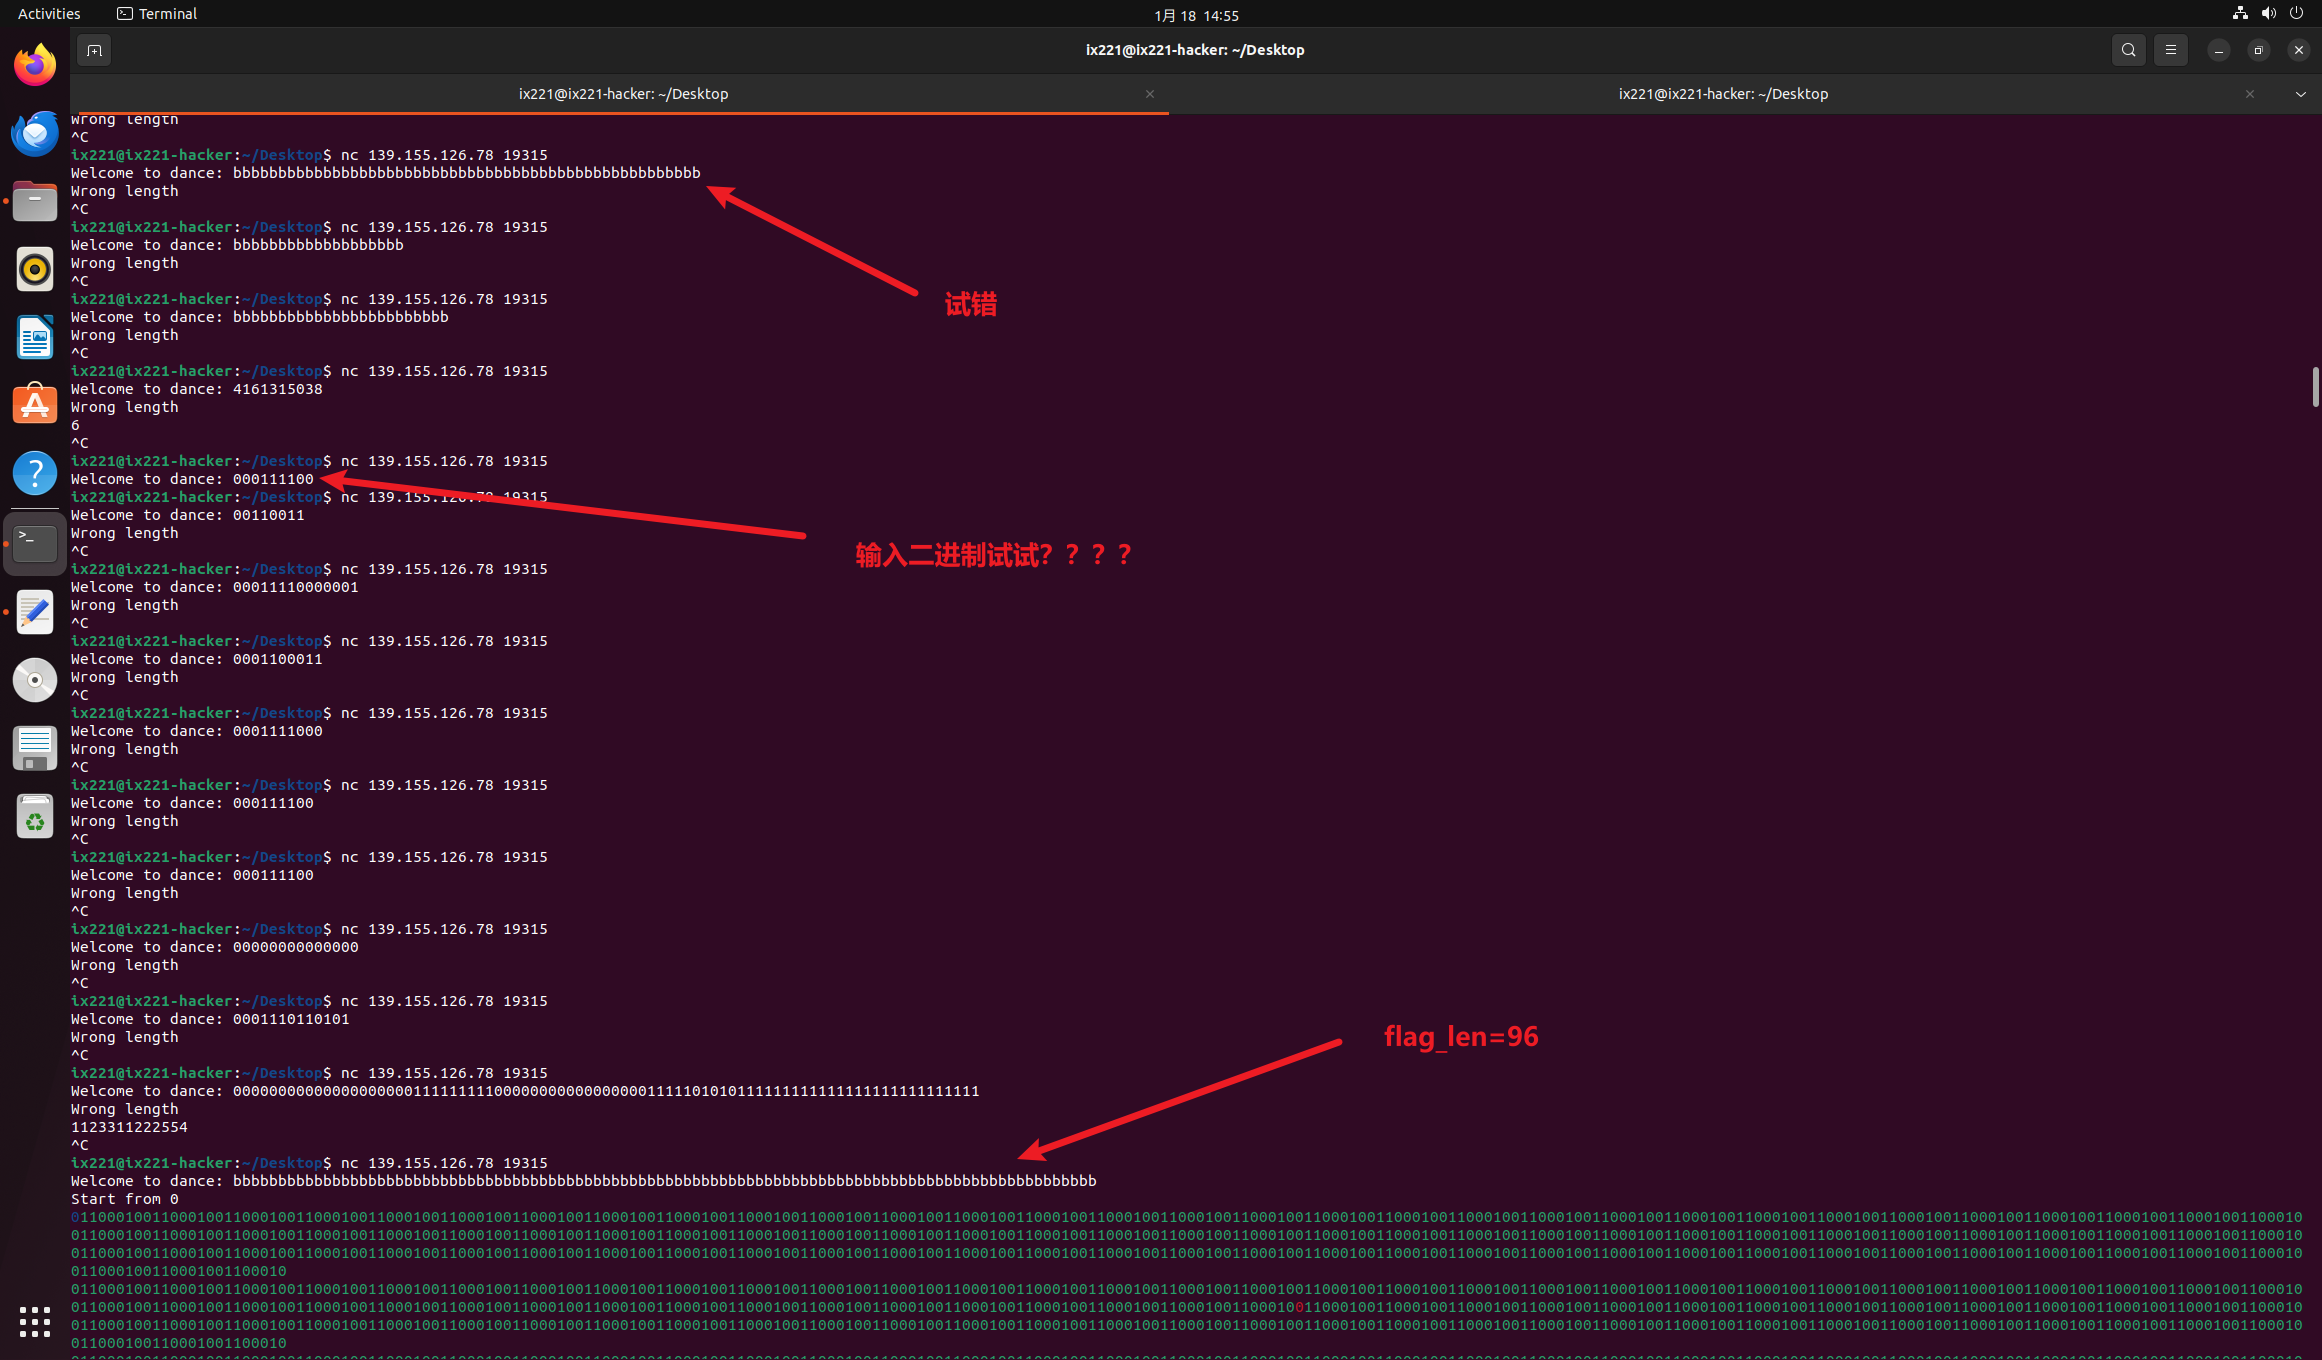 Activities
Terminal
1月 18 14:55
ix221@ix221-hacker: ~/Desktop
ix221@ix221-hacker: ~/Desktop
ix221@ix221-hacker: ~/Desktop
Wrong length
^C
ix221@ix221-hacker:~/Desktop$ nc 139.155.126.78 19315
Welcome to dance: bbbbbbbbbbbbbbbbbbbbbbbbbbbbbbbbbbbbbbbbbbbbbbbbbbbb
Wrong length
^C
ix221@ix221-hacker:~/Desktop$ nc 139.155.126.78 19315
Welcome to dance: bbbbbbbbbbbbbbbbbbb
Wrong length
^C
试错
ix221@ix221-hacker:~/Desktop$ nc 139.155.126.78 19315
Welcome to dance: bbbbbbbbbbbbbbbbbbbbbbbb
Wrong length
^C
ix221@ix221-hacker:~/Desktop$ nc 139.155.126.78 19315
Welcome to dance: 4161315038
Wrong length
6
^C
ix221@ix221-hacker:~/Desktop$ nc 139.155.126.78 19315
Welcome to dance: 000111100
ix221@ix221-hacker:~/Desktop$ nc 139.155.126.78 19315
Welcome to dance: 00110011
Wrong length
^C
输入二进制试试？？？？
ix221@ix221-hacker:~/Desktop$ nc 139.155.126.78 19315
Welcome to dance: 00011110000001
Wrong length
^C
ix221@ix221-hacker:~/Desktop$ nc 139.155.126.78 19315
Welcome to dance: 0001100011
Wrong length
^C
ix221@ix221-hacker:~/Desktop$ nc 139.155.126.78 19315
Welcome to dance: 0001111000
Wrong length
^C
ix221@ix221-hacker:~/Desktop$ nc 139.155.126.78 19315
Welcome to dance: 000111100
Wrong length
^C
ix221@ix221-hacker:~/Desktop$ nc 139.155.126.78 19315
Welcome to dance: 000111100
Wrong length
^C
ix221@ix221-hacker:~/Desktop$ nc 139.155.126.78 19315
Welcome to dance: 00000000000000
Wrong length
^C
ix221@ix221-hacker:~/Desktop$ nc 139.155.126.78 19315
Welcome to dance: 0001110110101
Wrong length
^C
flag_len=96
ix221@ix221-hacker:~/Desktop$ nc 139.155.126.78 19315
Welcome to dance: 00000000000000000000111111111000000000000000001111101010111111111111111111111111111
Wrong length
1123311222554
^C
ix221@ix221-hacker:~/Desktop$ nc 139.155.126.78 19315
Welcome to dance: bbbbbbbbbbbbbbbbbbbbbbbbbbbbbbbbbbbbbbbbbbbbbbbbbbbbbbbbbbbbbbbbbbbbbbbbbbbbbbbbbbbbbbbbbbbbbbbb
Start from 0
01100010011000100110001001100010011000100110001001100010011000100110001001100010011000100110001001100010011000100110001001100010011000100110001001100010011000100110001001100010011000100110001001100010011000100110001001100010011000100110001001100010
01100010011000100110001001100010011000100110001001100010011000100110001001100010011000100110001001100010011000100110001001100010011000100110001001100010011000100110001001100010011000100110001001100010011000100110001001100010011000100110001001100010
01100010011000100110001001100010011000100110001001100010011000100110001001100010011000100110001001100010011000100110001001100010011000100110001001100010011000100110001001100010011000100110001001100010011000100110001001100010011000100110001001100010
011000100110001001100010
01100010011000100110001001100010011000100110001001100010011000100110001001100010011000100110001001100010011000100110001001100010011000100110001001100010011000100110001001100010011000100110001001100010011000100110001001100010011000100110001001100010
01100010011000100110001001100010011000100110001001100010011000100110001001100010011000100110001001100010011000100110001001100010011000100110001001100010011000100110001001100010011000100110001001100010011000100110001001100010011000100110001001100010
01100010011000100110001001100010011000100110001001100010011000100110001001100010011000100110001001100010011000100110001001100010011000100110001001100010011000100110001001100010011000100110001001100010011000100110001001100010011000100110001001100010
011000100110001001100010